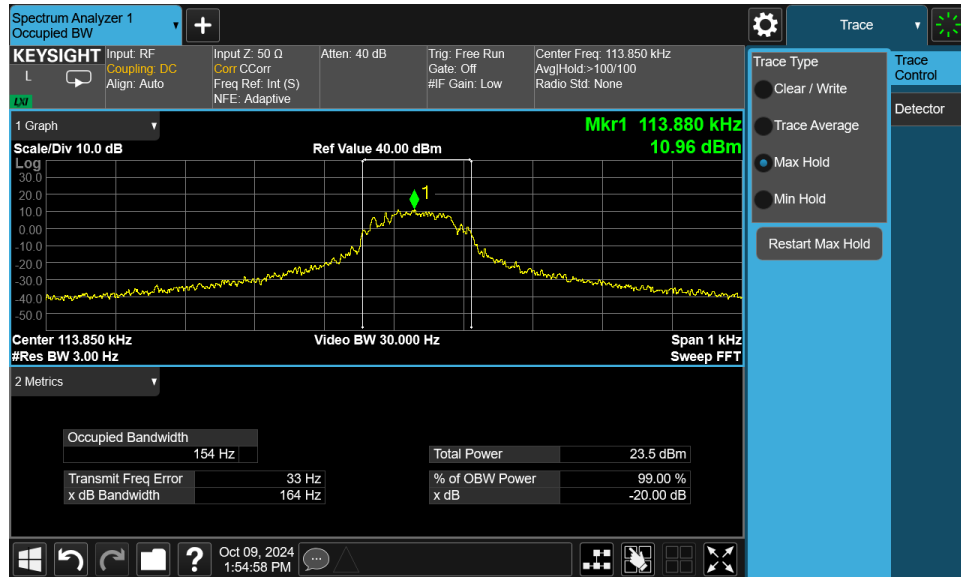 Spectrum Analyzer 1
Occupied BW
+
Trace
KEYSIGHT
L
LXI
Input: RF
Coupling: DC
Align: Auto
Input Z: 50 Ω
Corr CCorr
Freq Ref: Int (S)
NFE: Adaptive
Atten: 40 dB
Trig: Free Run
Gate: Off
#IF Gain: Low
Center Freq: 113.850 kHz
Avg|Hold:>100/100
Radio Std: None
Trace Type
Clear / Write
Trace Average
Max Hold
Min Hold
Restart Max Hold
Trace
Control
Detector
1 Graph
Mkr1 113.880 kHz
10.96 dBm
Scale/Div 10.0 dB
Ref Value 40.00 dBm
Log
30.0
20.0
10.0
0.00
-10.0
-20.0
-30.0
-40.0
-50.0
1
Center 113.850 kHz
#Res BW 3.00 Hz
Video BW 30.000 Hz
Span 1 kHz
Sweep FFT
2 Metrics
Occupied Bandwidth
154 Hz
Total Power 23.5 dBm
Transmit Freq Error 33 Hz
% of OBW Power 99.00 %
x dB Bandwidth 164 Hz
x dB -20.00 dB
?
Oct 09, 2024
1:54:58 PM